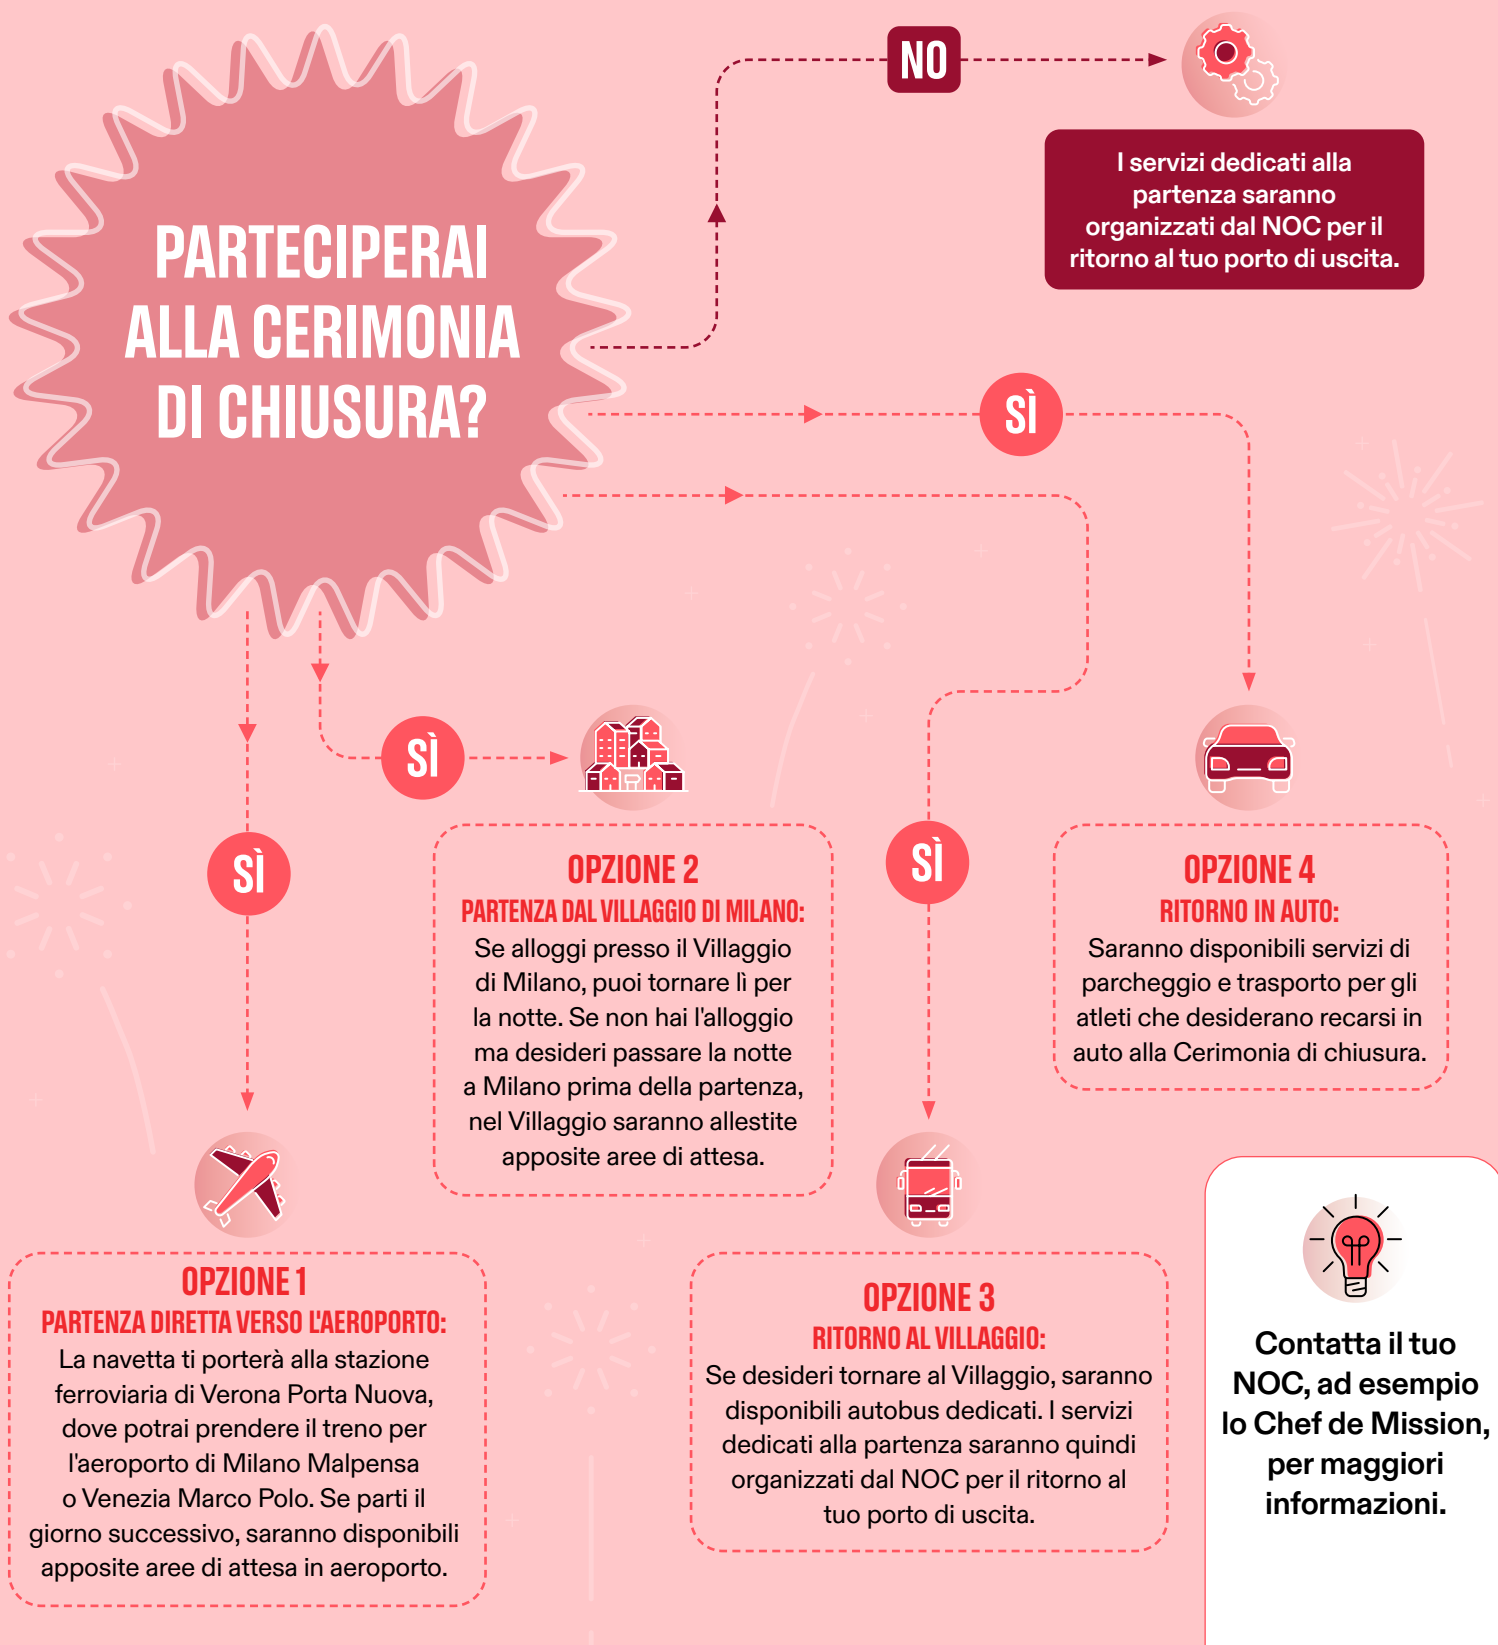 PARTECIPERAI
ALLA CERIMONIA
DI CHIUSURA?
NO
I servizi dedicati alla
partenza saranno
organizzati dal NOC per il
ritorno al tuo porto di uscita.
SÌ
SÌ
SÌ
SÌ
OPZIONE 1
PARTENZA DIRETTA VERSO L'AEROPORTO:
La navetta ti porterà alla stazione
ferroviaria di Verona Porta Nuova,
dove potrai prendere il treno per
l'aeroporto di Milano Malpensa
o Venezia Marco Polo. Se parti il
giorno successivo, saranno disponibili
apposite aree di attesa in aeroporto.
OPZIONE 2
PARTENZA DAL VILLAGGIO DI MILANO:
Se alloggi presso il Villaggio
di Milano, puoi tornare lì per
la notte. Se non hai l'alloggio
ma desideri passare la notte
a Milano prima della partenza,
nel Villaggio saranno allestite
apposite aree di attesa.
OPZIONE 3
RITORNO AL VILLAGGIO:
Se desideri tornare al Villaggio, saranno
disponibili autobus dedicati. I servizi
dedicati alla partenza saranno quindi
organizzati dal NOC per il ritorno al
tuo porto di uscita.
OPZIONE 4
RITORNO IN AUTO:
Saranno disponibili servizi di
parcheggio e trasporto per gli
atleti che desiderano recarsi in
auto alla Cerimonia di chiusura.
Contatta il tuo
NOC, ad esempio
lo Chef de Mission,
per maggiori
informazioni.